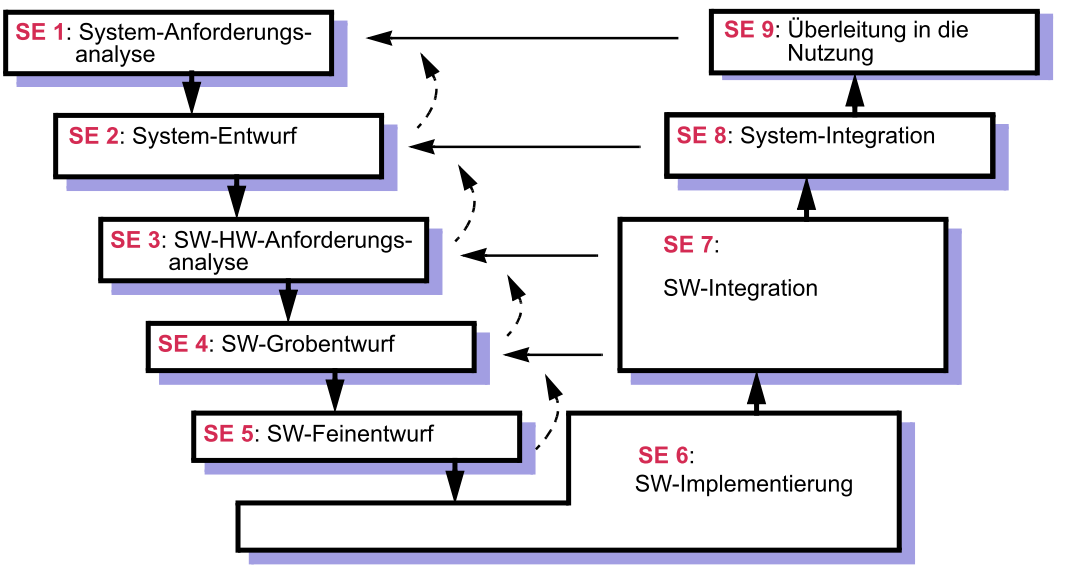 SE 1: System-Anforderungs-
analyse
SE 2: System-Entwurf
SE 3: SW-HW-Anforderungs-
analyse
SE 4: SW-Grobentwurf
SE 5: SW-Feinentwurf
SE 6:
SW-Implementierung
SE 7:
SW-Integration
SE 8: System-Integration
SE 9: Überleitung in die
Nutzung